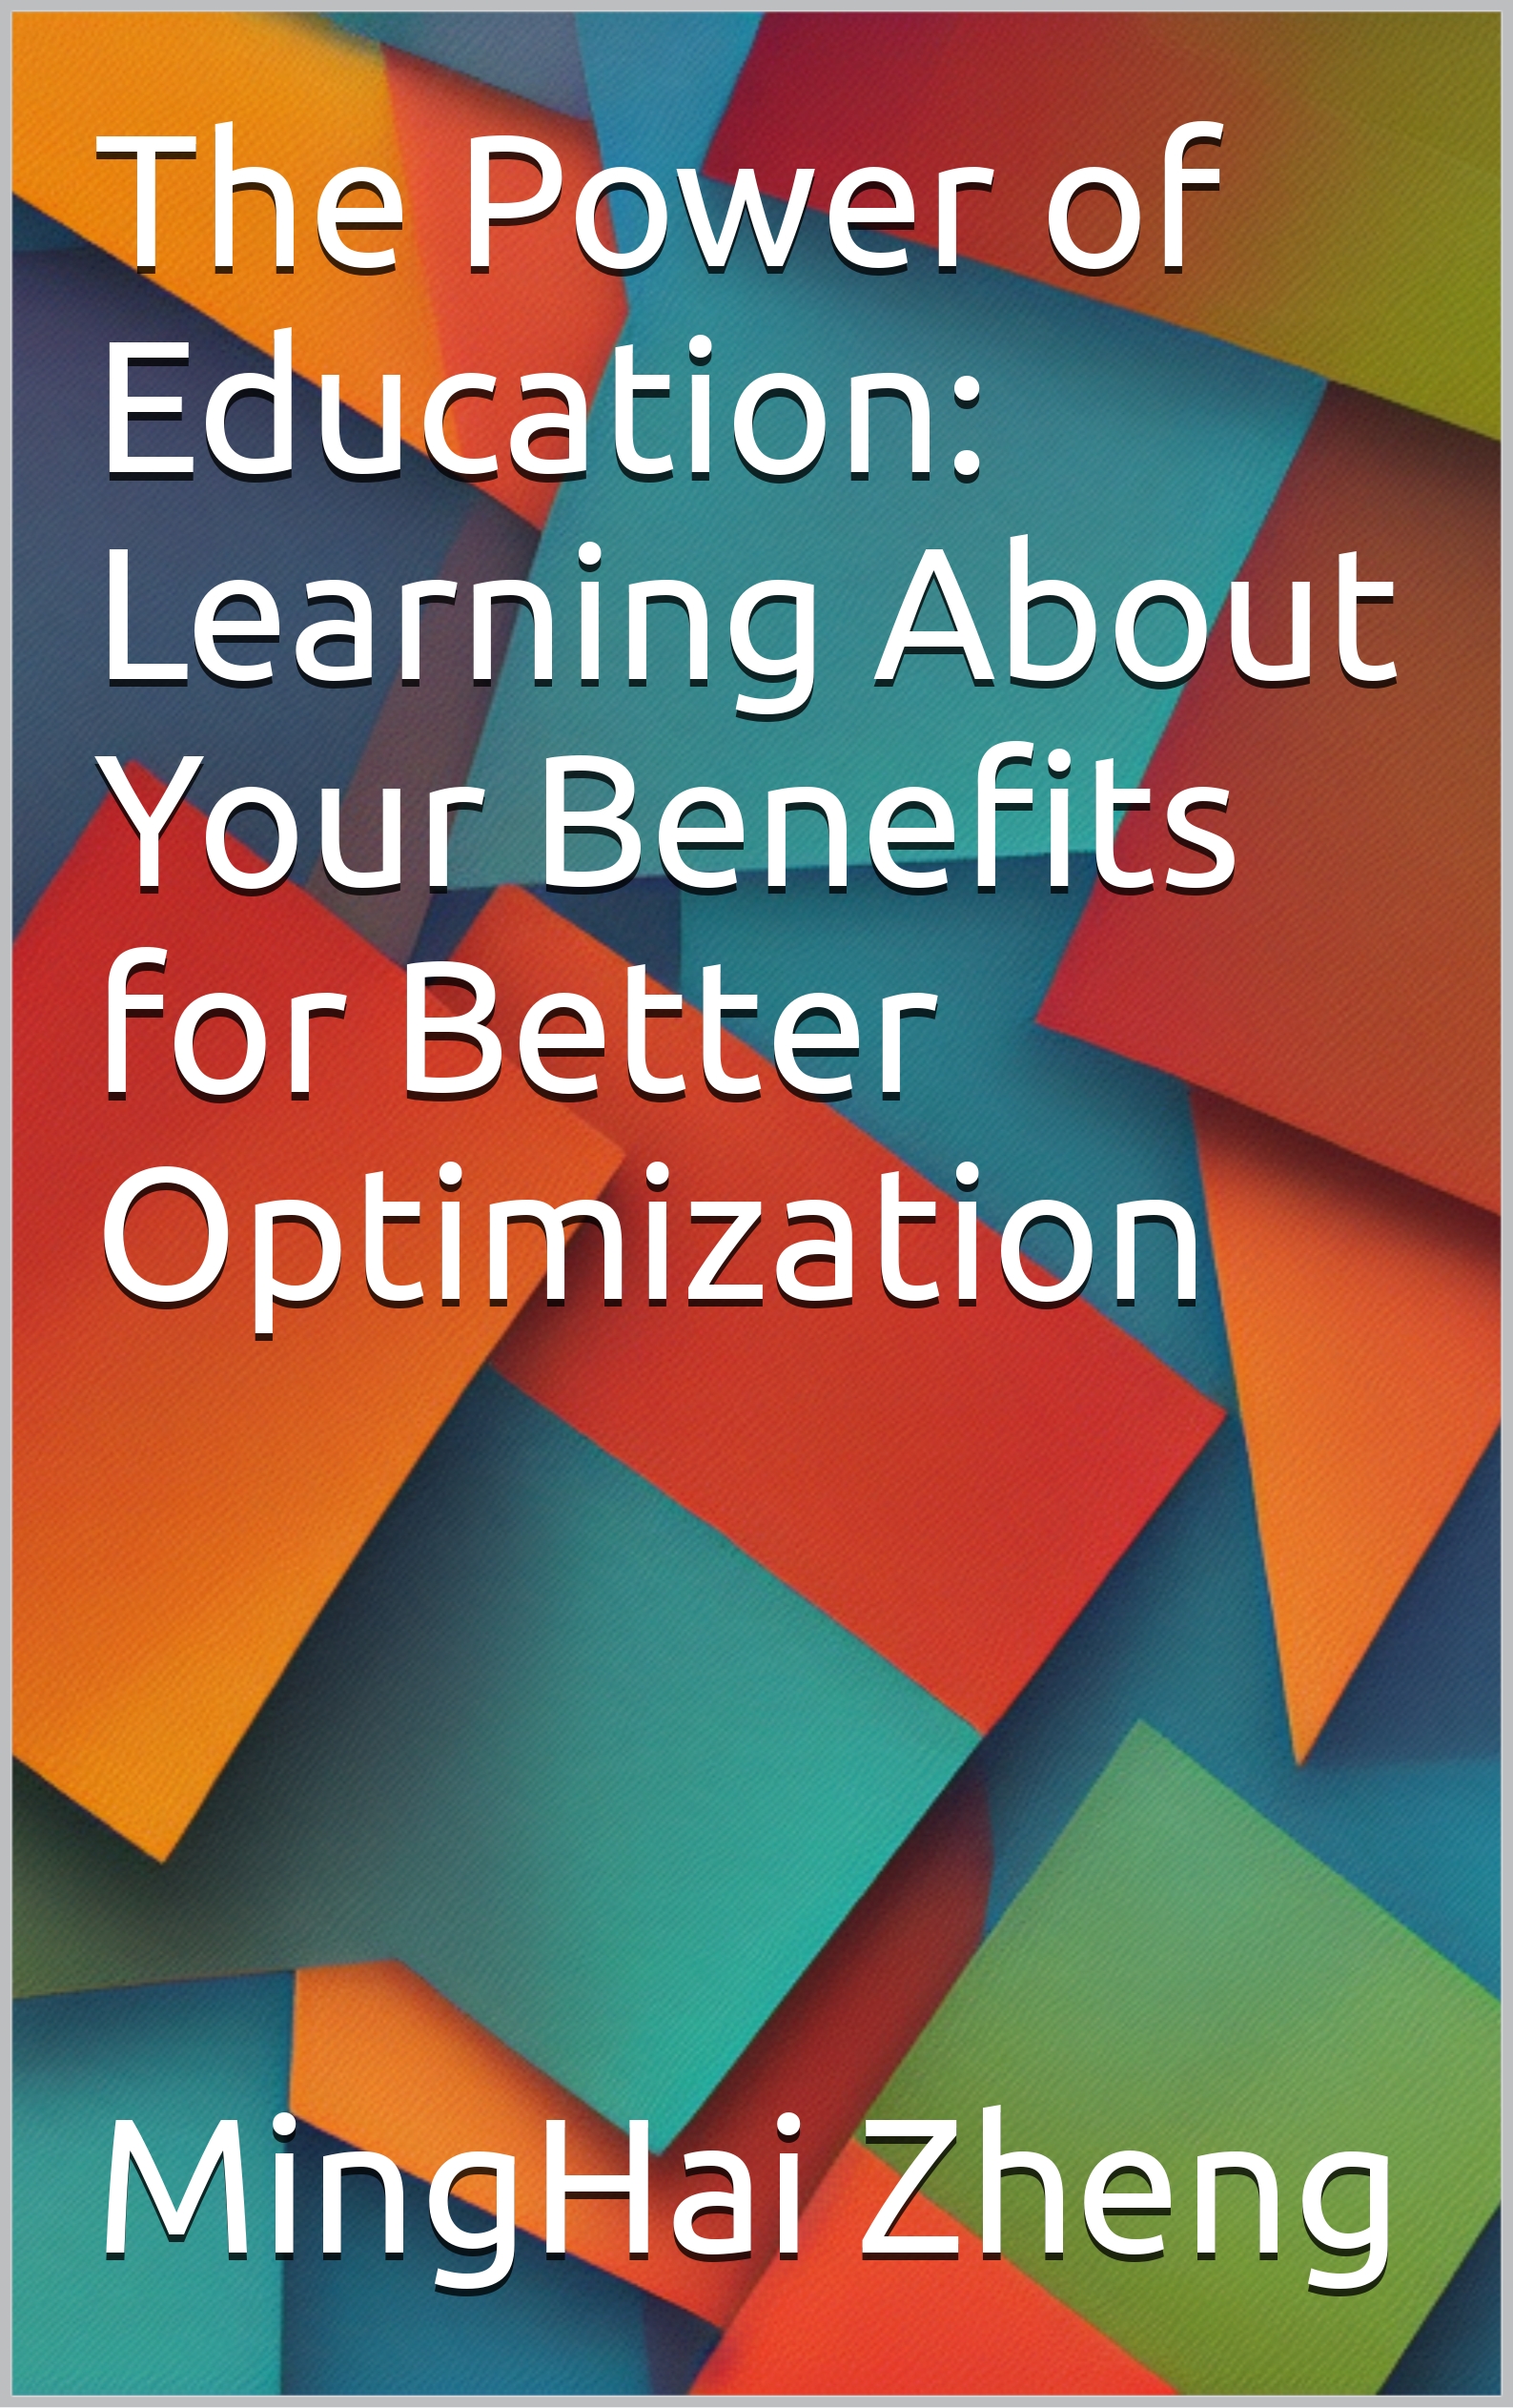 The Power of
Education:
Learning About
Your Benefits
for Better
Optimization
MingHai Zheng